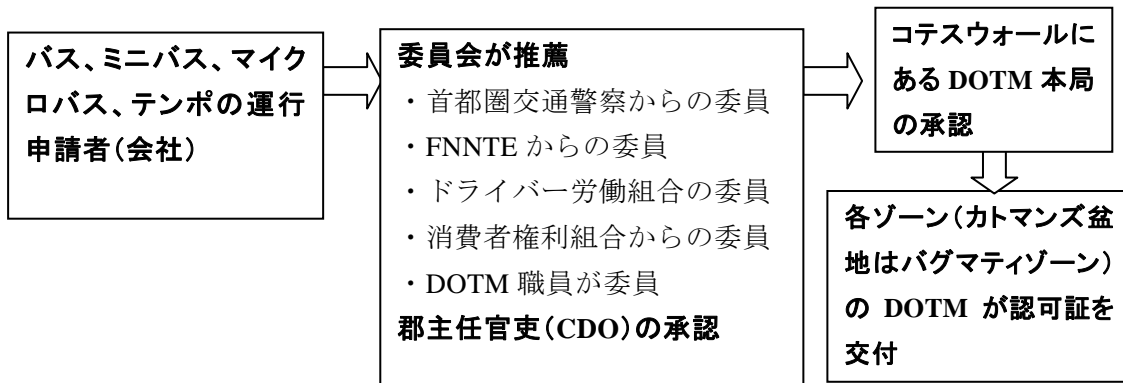 バス、ミニバス、マイク
ロバス、テンポの運行
申請者(会社)
委員会が推薦
・首都圏交通警察からの委員
・FNNTE からの委員
・ドライバー労働組合の委員
・消費者権利組合からの委員
・DOTM 職員が委員
郡主任官吏(CDO)の承認
コテスウォールに
ある DOTM 本局
の承認
各ゾーン(カトマンズ盆
地はバグマティゾーン)
の DOTM が認可証を
交付